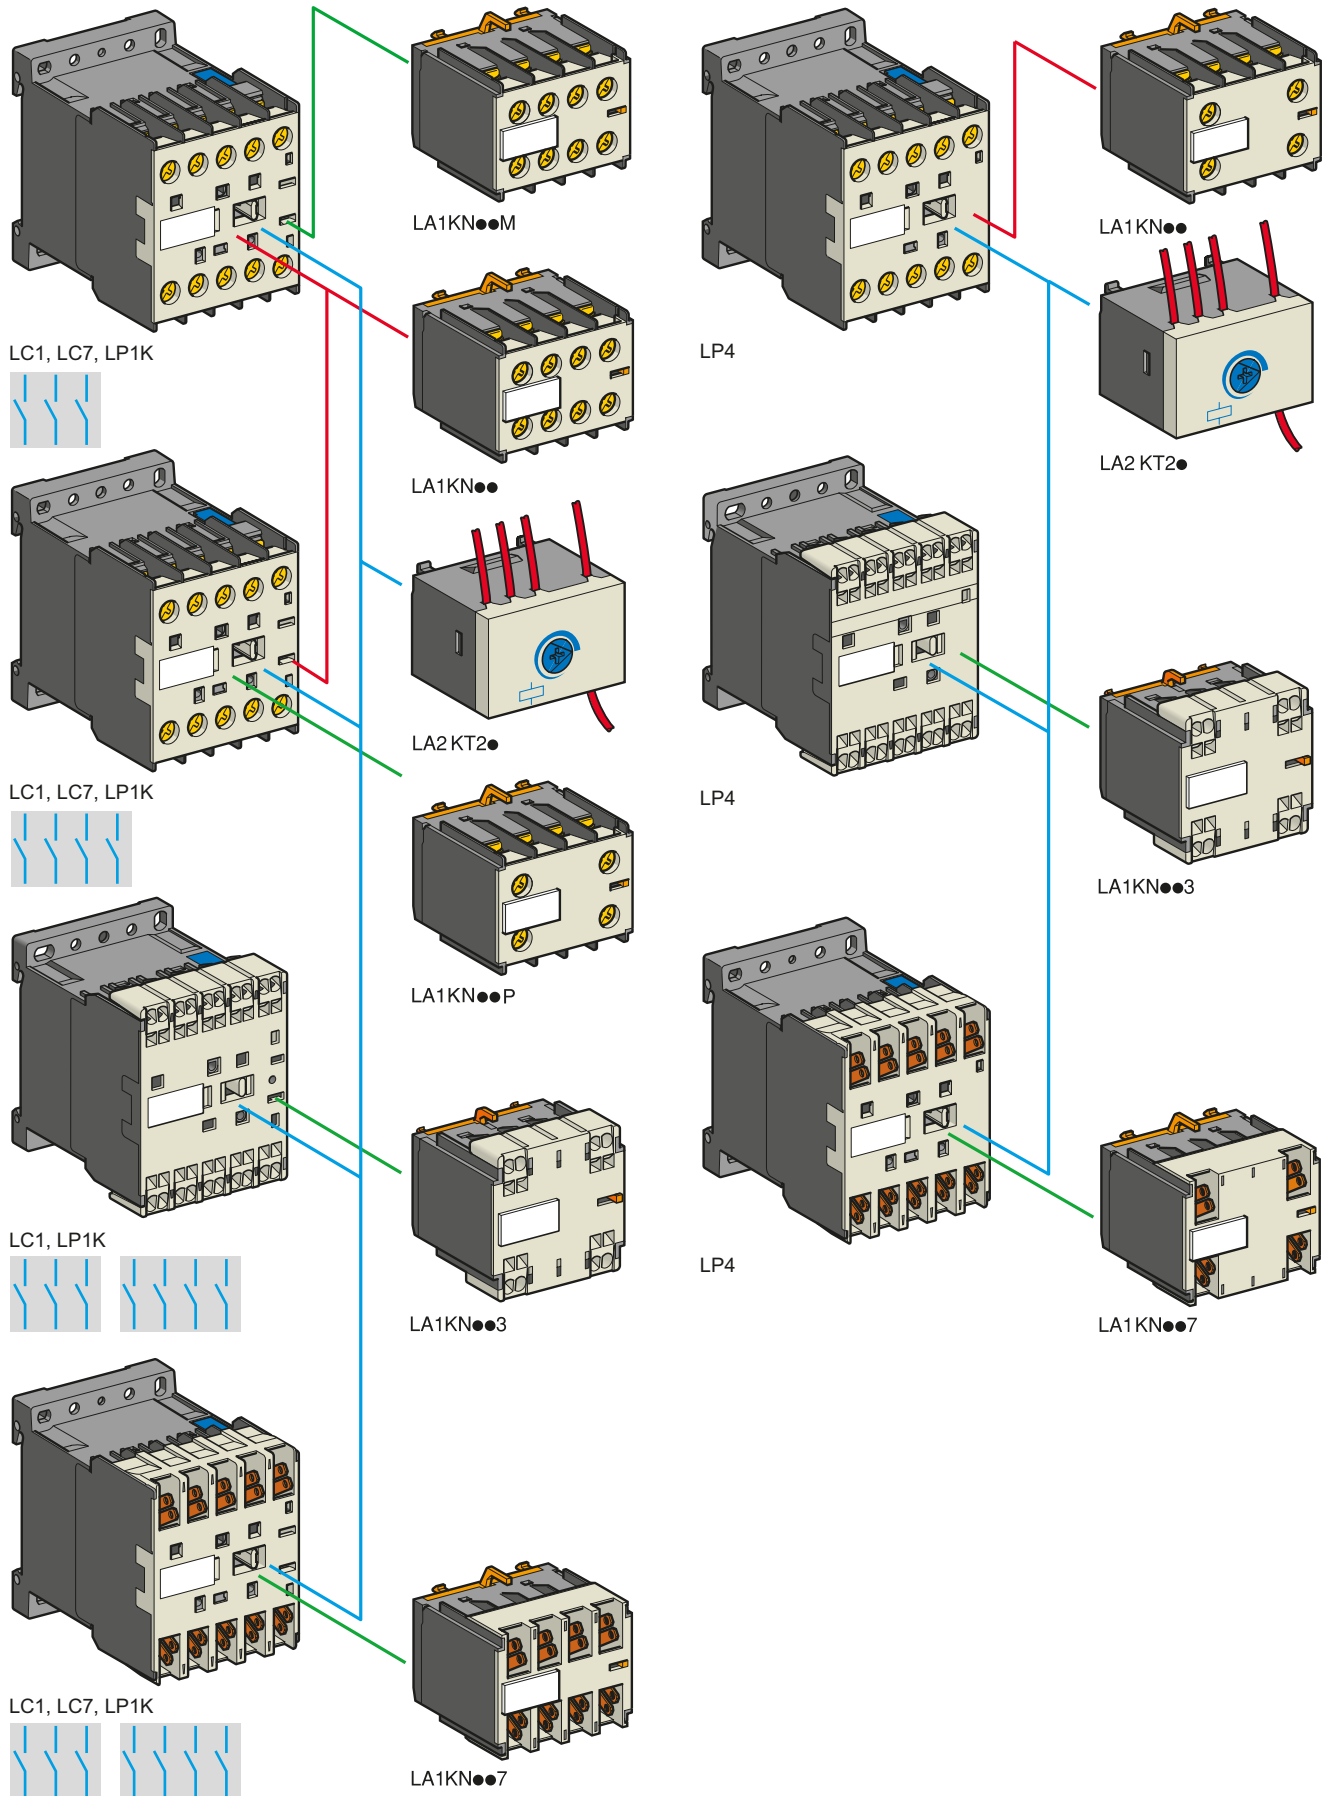 LA1KN●●M
LA1KN●●
LC1, LC7, LP1K
LP4
LA2 KT2●
LA1KN●●
LA2 KT2●
LC1, LC7, LP1K
LP4
LA1KN●●3
LA1KN●●P
LC1, LP1K
LP4
LA1KN●●3
LA1KN●●7
LC1, LC7, LP1K
LA1KN●●7